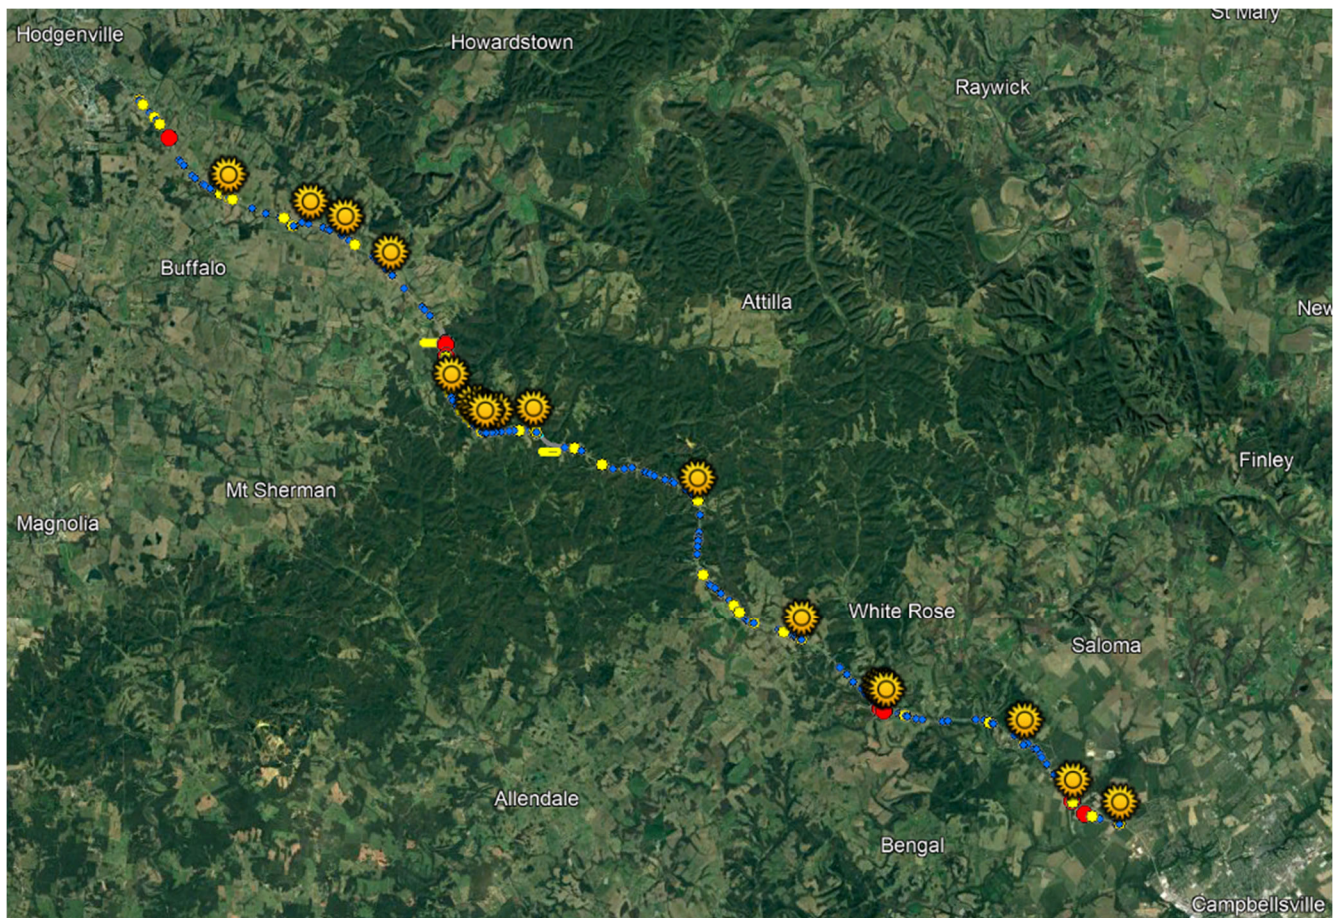 St Mary
Hodgenville
Howardstown
Raywick
Buffalo
Attilla
New
Finley
Mt Sherman
Magnolia
White Rose
Saloma
Allendale
Bengal
Campbellsville